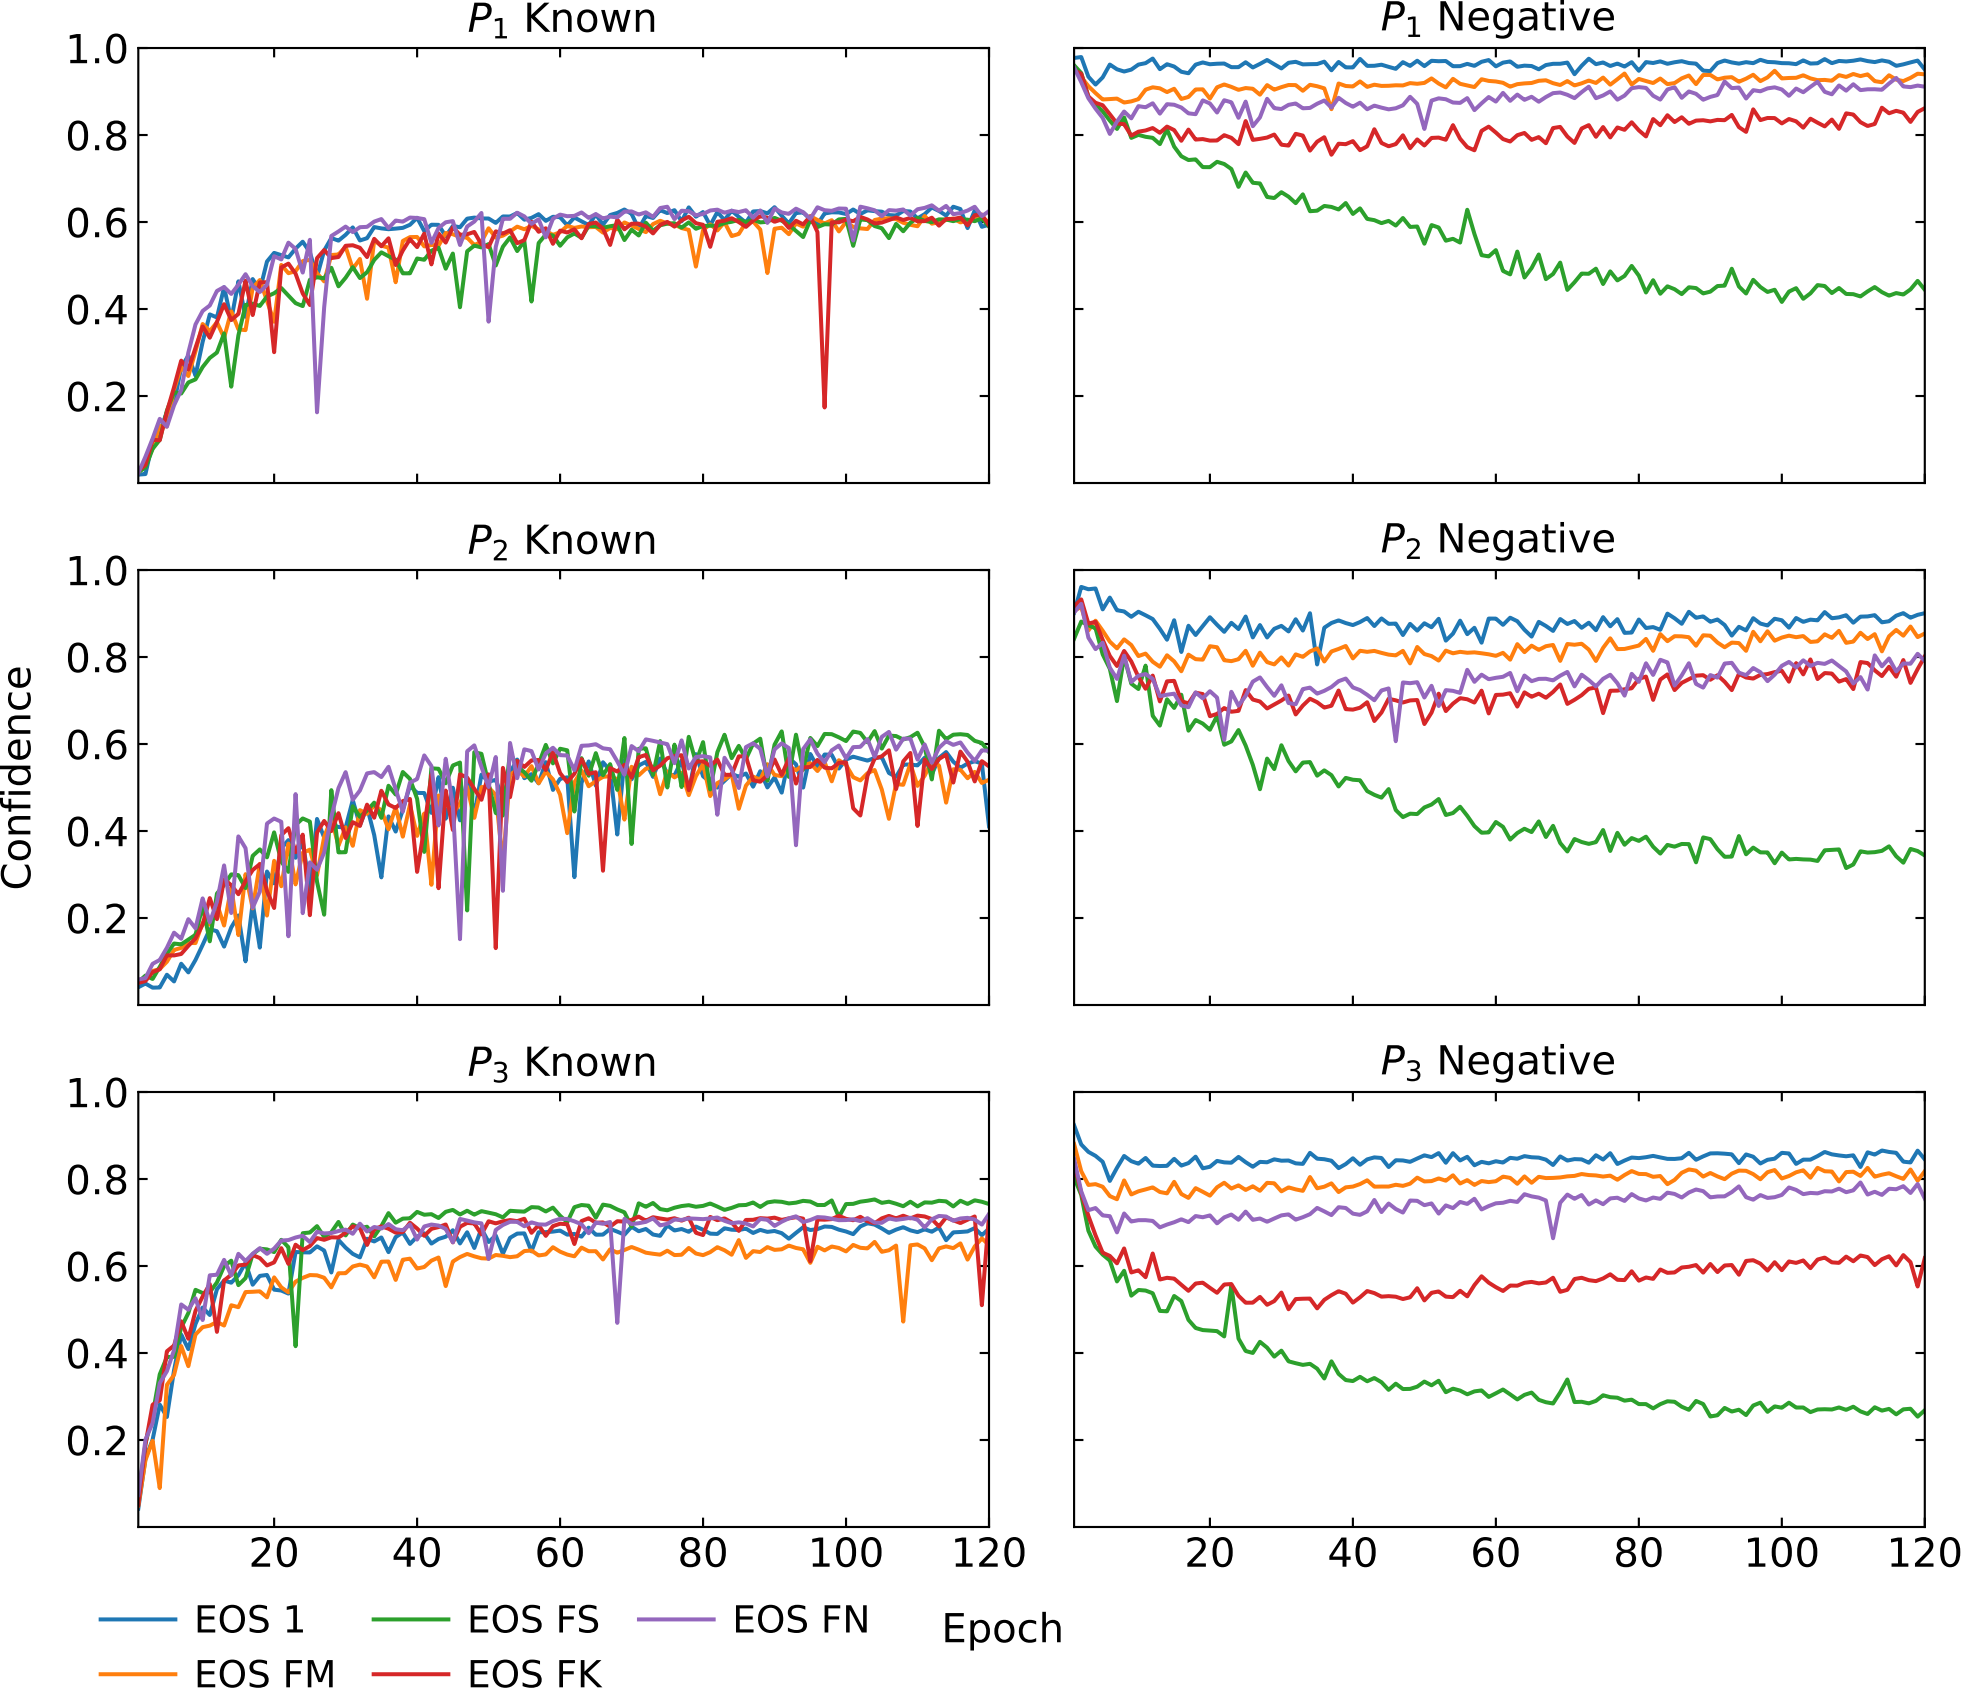 P1 Known
P1 Negative
1.0
0.8
0.6
0.4
0.2
P2 Known
P2 Negative
1.0
0.8
0.6
0.4
0.2
Confidence
P3 Known
P3 Negative
1.0
0.8
0.6
0.4
0.2
20 40 60 80 100 120
20 40 60 80 100 120
EOS 1 EOS FS EOS FN
Epoch
EOS FM EOS FK